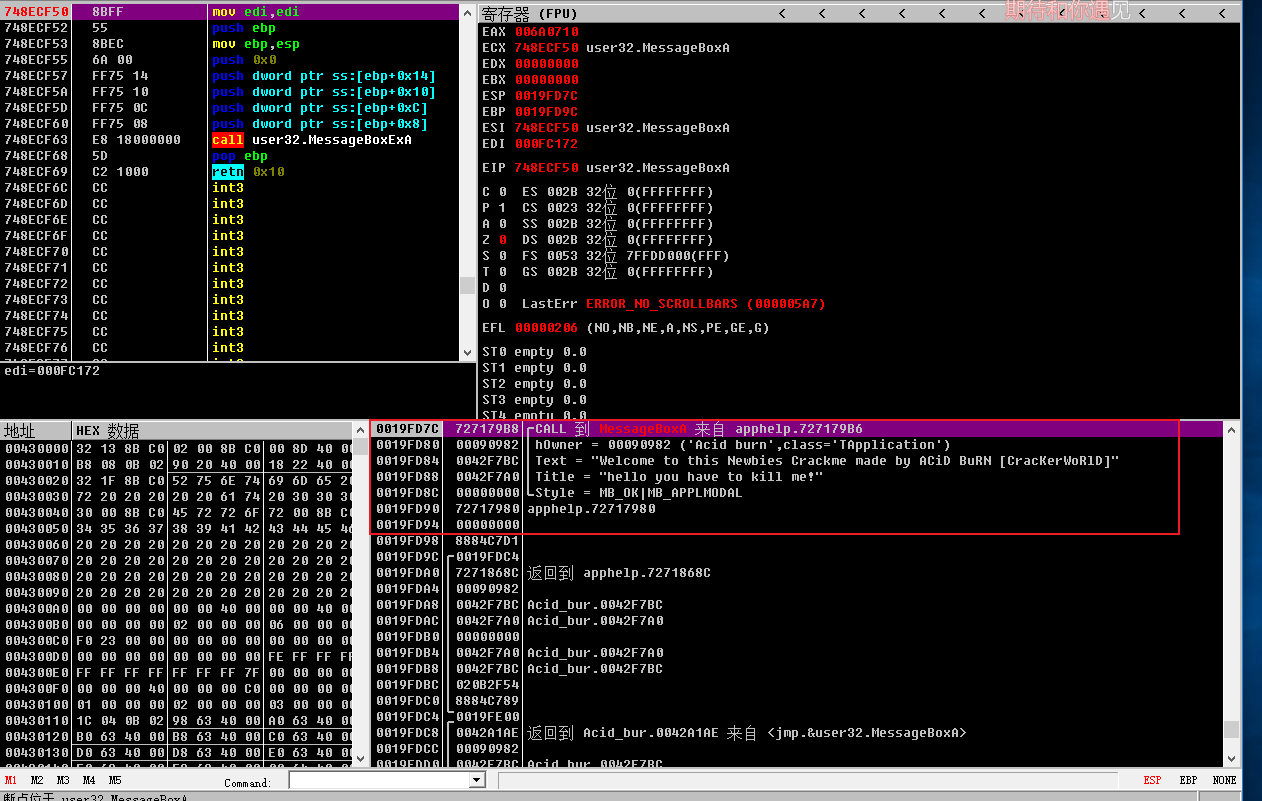 748ECF50 8BFF mov edi,edi
748ECF52 55 push ebp
748ECF53 8BEC mov ebp,esp
748ECF55 6A 00 push 0x0
748ECF57 FF75 14 push dword ptr ss:[ebp+0x14]
748ECF5A FF75 10 push dword ptr ss:[ebp+0x10]
748ECF5D FF75 0C push dword ptr ss:[ebp+0xC]
748ECF60 FF75 08 push dword ptr ss:[ebp+0x8]
748ECF63 E8 18000000 call user32.MessageBoxExA
748ECF68 5D pop ebp
748ECF69 C2 1000 retn 0x10
748ECF6C CC int3
748ECF6D CC int3
748ECF6E CC int3
748ECF6F CC int3
748ECF70 CC int3
748ECF71 CC int3
748ECF72 CC int3
748ECF73 CC int3
748ECF74 CC int3
748ECF75 CC int3
748ECF76 CC int3
edi=000FC172
寄存器 (FPU) < < < < < < < < < < < <
期待和你遇见
EAX 006A0710
ECX 748ECF50 user32.MessageBoxA
EDX 00000000
EBX 00000000
ESP 0019FD7C
EBP 0019FD9C
ESI 748ECF50 user32.MessageBoxA
EDI 000FC172
EIP 748ECF50 user32.MessageBoxA
C 0 ES 002B 32位 0(FFFFFFFF)
P 1 CS 0023 32位 0(FFFFFFFF)
A 0 SS 002B 32位 0(FFFFFFFF)
Z 0 DS 002B 32位 0(FFFFFFFF)
S 0 FS 0053 32位 7FFDD000(FFF)
T 0 GS 002B 32位 0(FFFFFFFF)
D 0
O 0 LastErr ERROR_NO_SCROLLBARS (000005A7)
EFL 00000206 (NO,NB,NE,A,NS,PE,GE,G)
ST0 empty 0.0
ST1 empty 0.0
ST2 empty 0.0
ST3 empty 0.0
ST4 empty 0.0
地址 HEX 数据
00430000 32 13 8B C0 02 00 8B C0 00 8D 40 00
00430010 B8 08 0B 02 90 20 40 00 18 22 40 00
00430020 32 1F 8B C0 52 75 6E 74 69 6D 65 20
00430030 72 20 20 20 20 20 61 74 20 30 30 30
00430040 30 00 8B C0 45 72 72 6F 72 00 8B C0
00430050 34 35 36 37 38 39 41 42 43 44 45 46
00430060 20 20 20 20 20 20 20 20 20 20 20 20
00430070 20 20 20 20 20 20 20 20 20 20 20 20
00430080 20 20 20 20 20 20 20 20 20 20 20 20
00430090 20 20 20 20 20 20 20 20 20 20 20 20
004300A0 00 00 00 00 00 00 40 00 00 00 40 00
004300B0 00 00 00 00 02 00 00 00 06 00 00 00
004300C0 F0 23 00 00 00 00 00 00 00 00 00 00
004300D0 00 00 00 00 00 00 00 00 FE FF FF FF
004300E0 FF FF FF FF FF FF FF 7F 00 00 00 00
004300F0 00 00 00 40 00 00 00 C0 00 00 00 00
00430100 01 00 00 00 02 00 00 00 03 00 00 00
00430110 1C 04 0B 02 98 63 40 00 A0 63 40 00
00430120 B0 63 40 00 B8 63 40 00 C0 63 40 00
00430130 D0 63 40 00 D8 63 40 00 E0 63 40 00
0019FD7C 727179B8 CALL 到 MessageBoxA 来自 apphelp.727179B6
0019FD80 00090982 hOwner = 00090982 ('Acid burn',class='TApplication')
0019FD84 0042F7BC Text = "Welcome to this Newbies Crackme made by ACiD BuRN [CracKerWoRlD]"
0019FD88 0042F7A0 Title = "hello you have to kill me!"
0019FD8C 00000000 Style = MB_OK|MB_APPLMODAL
0019FD90 72717980 apphelp.72717980
0019FD94 00000000
0019FD98 8884C7D1
0019FD9C 0019FDC4
0019FDA0 7271868C 返回到 apphelp.7271868C
0019FDA4 00090982
0019FDA8 0042F7BC Acid_bur.0042F7BC
0019FDAC 0042F7A0 Acid_bur.0042F7A0
0019FDB0 00000000
0019FDB4 0042F7A0 Acid_bur.0042F7A0
0019FDB8 0042F7BC Acid_bur.0042F7BC
0019FDBC 020B2F54
0019FDC0 8884C789
0019FDC4 0019FE00
0019FDC8 0042A1AE 返回到 Acid_bur.0042A1AE 来自 <jmp.&user32.MessageBoxA>
0019FDCC 00090982
0019FDD0 0042F7BC Acid_bur.0042F7BC
M1 M2 M3 M4 M5 Command: ESP EBP NONE
断点位于 user32.MessageBoxA